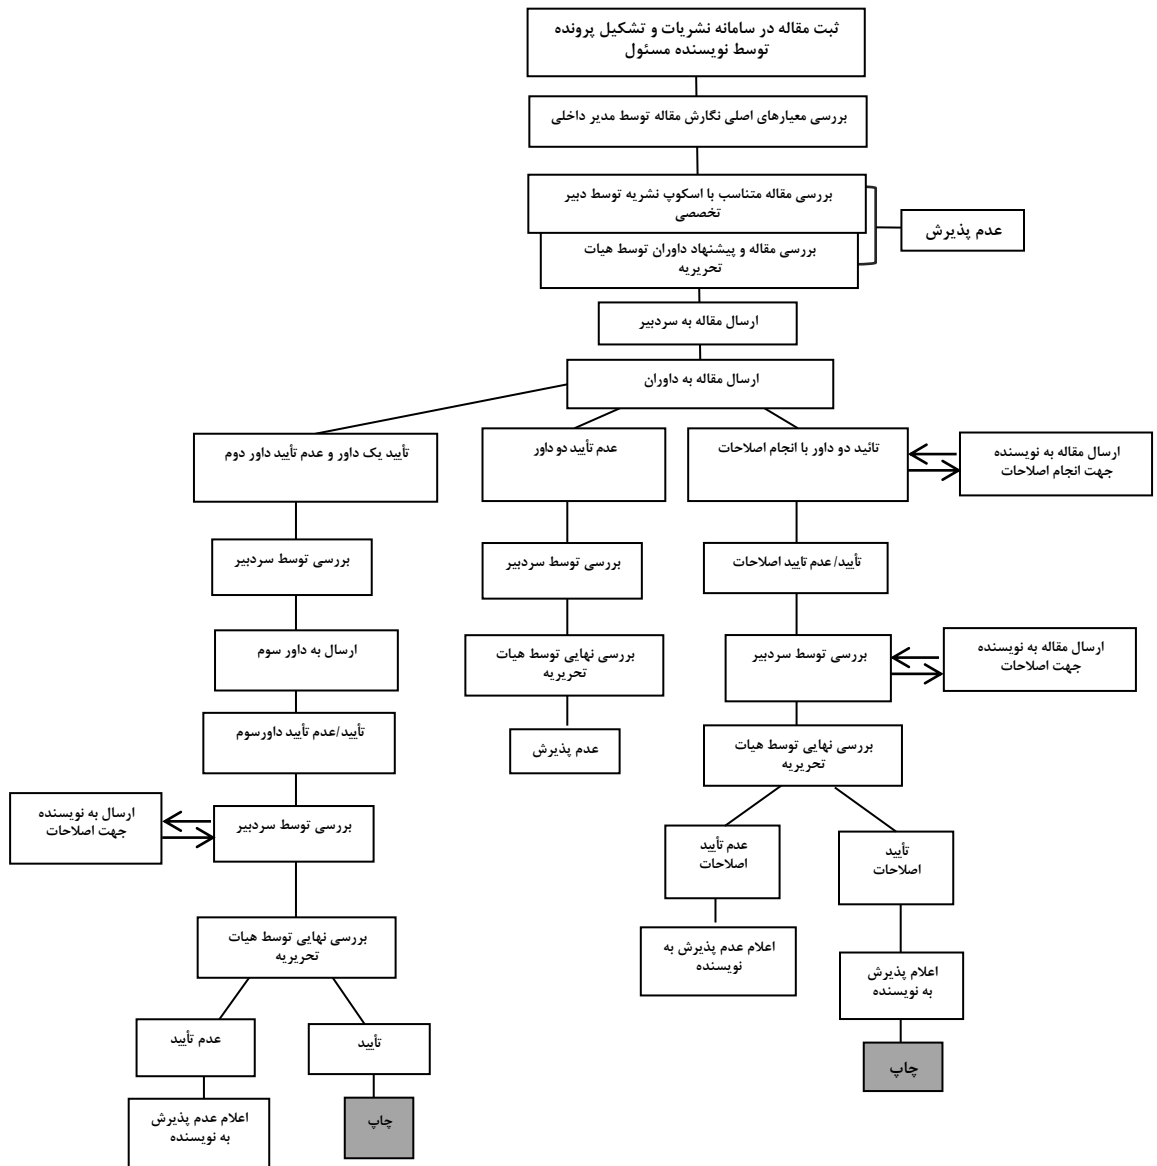 ثبت مقاله در سامانه نشریات و تشکیل پرونده
توسط نویسنده مسئول
بررسی معیارهای اصلی نگارش مقاله توسط مدیر داخلی
بررسی مقاله متناسب با اسکوپ نشریه توسط دبیر
تخصصی
عدم پذیرش
بررسی مقاله و پیشنهاد داوران توسط هیات
تحریریه
ارسال مقاله به سردبیر
ارسال مقاله به داوران
تائید دو داور با انجام اصلاحات
ارسال مقاله به نویسنده
جهت انجام اصلاحات
تأیید/عدم تایید اصلاحات
بررسی توسط سردبیر
ارسال مقاله به نویسنده
جهت اصلاحات
بررسی نهایی توسط هیات
تحریریه
تأیید
اصلاحات
اعلام پذیرش
به نویسنده
چاپ
عدم تأیید
اصلاحات
اعلام عدم پذیرش به
نویسنده
عدم تأیید دو داور
بررسی توسط سردبیر
بررسی نهایی توسط هیات
تحریریه
عدم پذیرش
تأیید یک داور و عدم تأیید داور دوم
بررسی توسط سردبیر
ارسال به داور سوم
تأیید/عدم تأیید داورسوم
بررسی توسط سردبیر
ارسال به نویسنده
جهت اصلاحات
بررسی نهایی توسط هیات
تحریریه
تأیید
چاپ
عدم تأیید
اعلام عدم پذیرش
به نویسنده